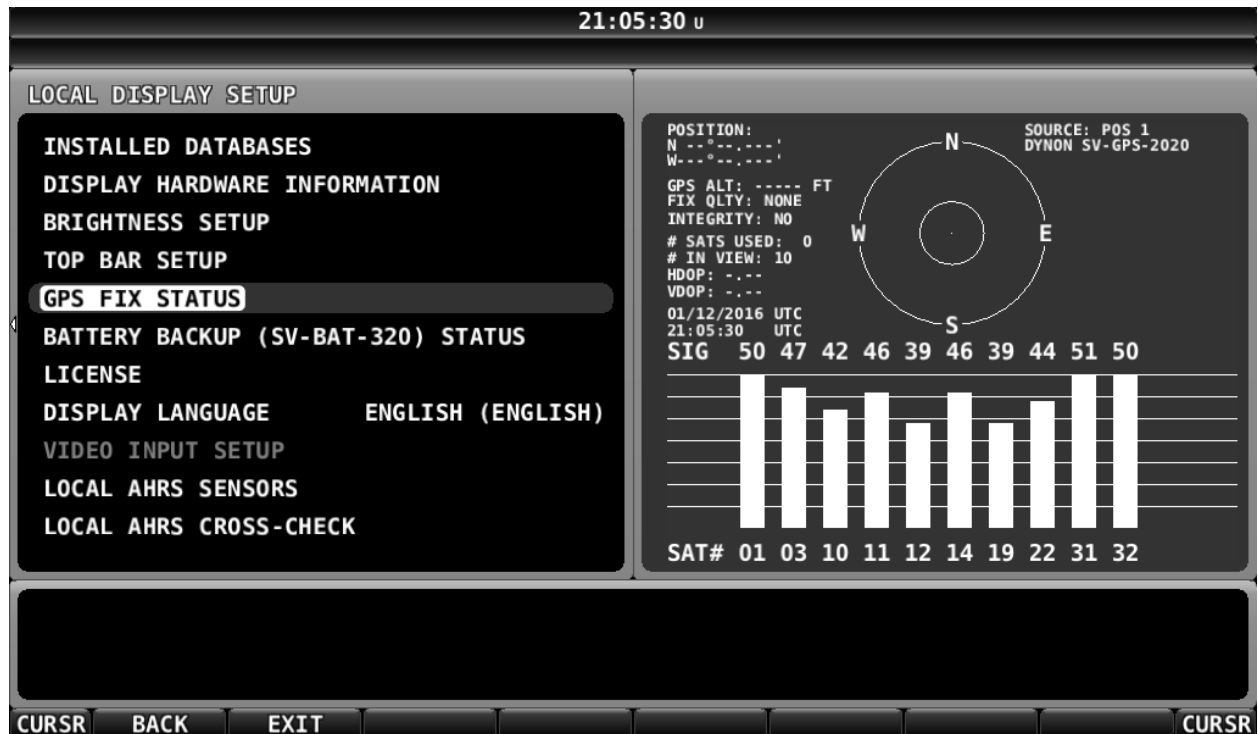 21:05:30 U
LOCAL DISPLAY SETUP
INSTALLED DATABASES
DISPLAY HARDWARE INFORMATION
BRIGHTNESS SETUP
TOP BAR SETUP
GPS FIX STATUS
BATTERY BACKUP (SV-BAT-320) STATUS
LICENSE
DISPLAY LANGUAGE ENGLISH (ENGLISH)
VIDEO INPUT SETUP
LOCAL AHRS SENSORS
LOCAL AHRS CROSS-CHECK
POSITION:
N --°--.---'
W---°--.---'
GPS ALT: ----- FT
FIX QLTY: NONE
INTEGRITY: NO
# SATS USED: 0
# IN VIEW: 10
HDOP: -.--
VDOP: -.--
01/12/2016 UTC
21:05:30 UTC
N
W
E
S
SOURCE: POS 1
DYNON SV-GPS-2020
SIG 50 47 42 46 39 46 39 44 51 50
SAT# 01 03 10 11 12 14 19 22 31 32
CURSR BACK EXIT CURSR